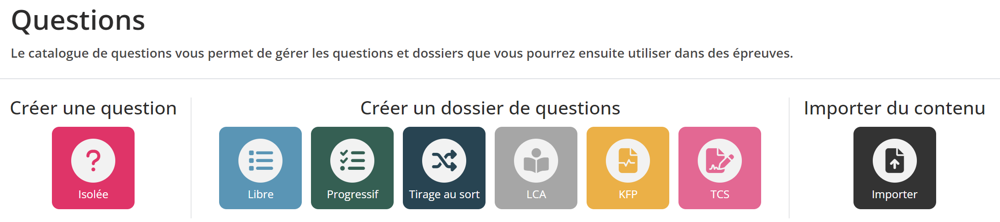 Questions
Le catalogue de questions vous permet de gérer les questions et dossiers que vous pourrez ensuite utiliser dans des épreuves.
Créer une question
Isolée
Créer un dossier de questions
Libre
Progressif
Tirage au sort
LCA
KFP
TCS
Importer du contenu
Importer